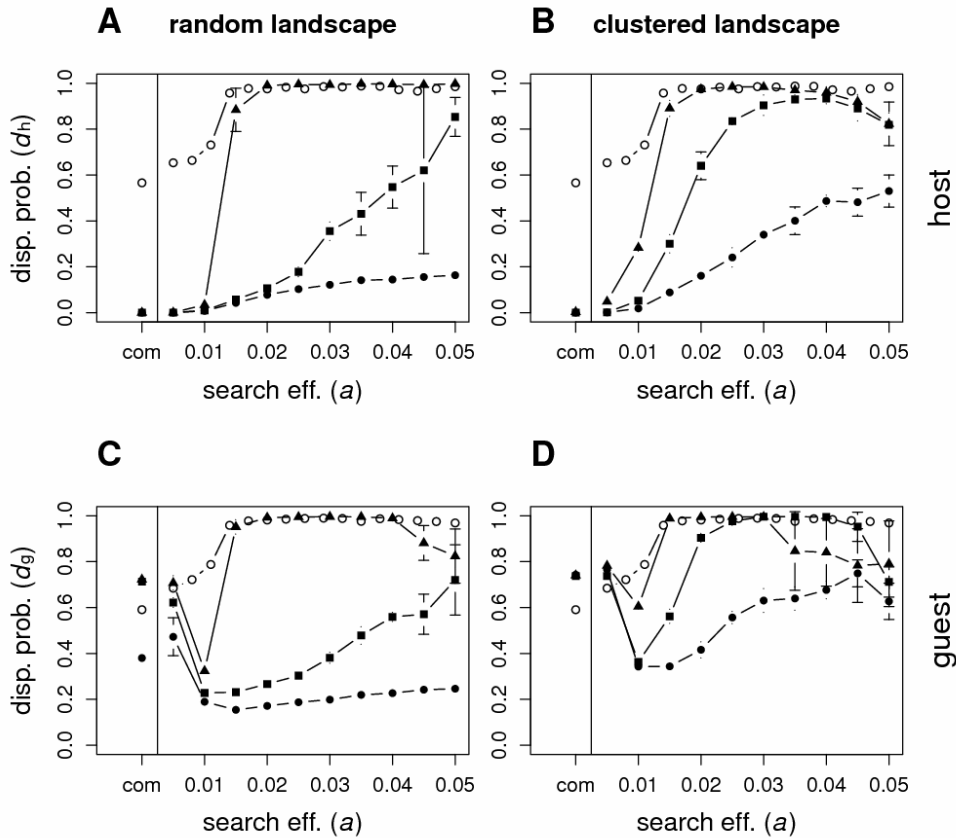 A random landscape
B clustered landscape
disp. prob. (dh)
0.0 0.2 0.4 0.6 0.8 1.0
com 0.01 0.02 0.03 0.04 0.05
search eff. (a)
0.0 0.2 0.4 0.6 0.8 1.0
com 0.01 0.02 0.03 0.04 0.05
search eff. (a)
host
C
D
disp. prob. (dg)
0.0 0.2 0.4 0.6 0.8 1.0
com 0.01 0.02 0.03 0.04 0.05
search eff. (a)
0.0 0.2 0.4 0.6 0.8 1.0
com 0.01 0.02 0.03 0.04 0.05
search eff. (a)
guest